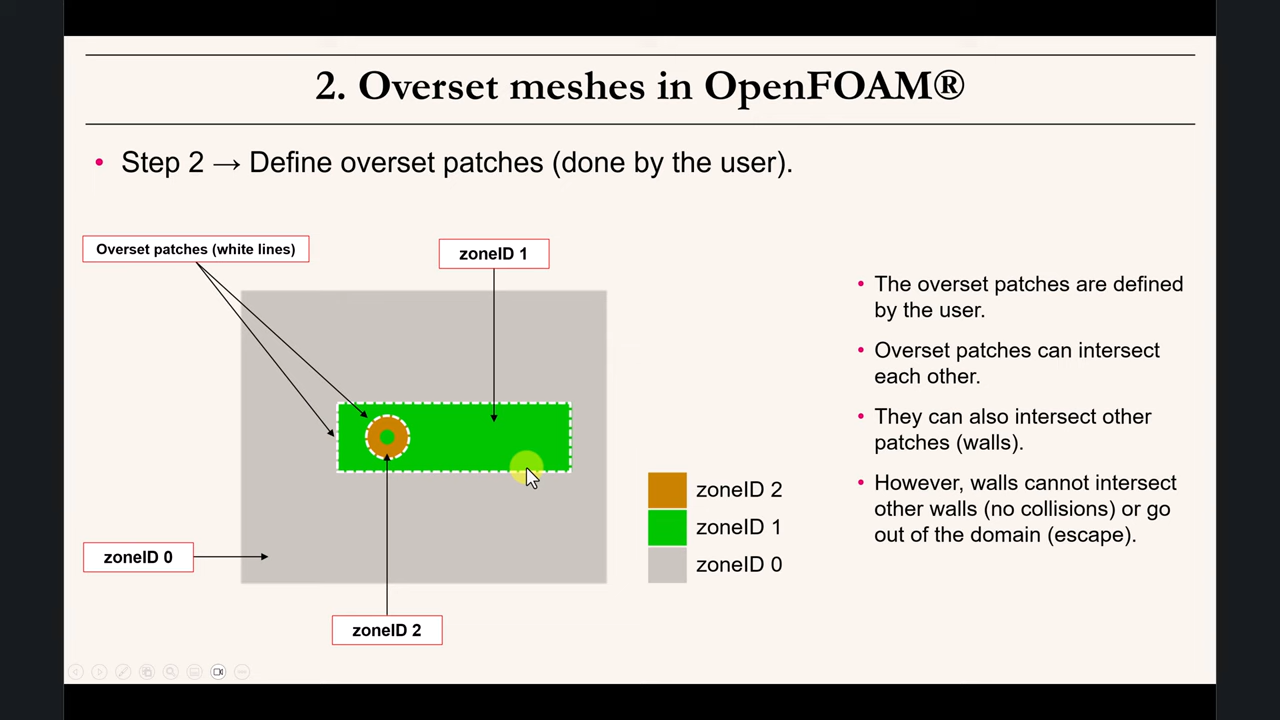 2. Overset meshes in OpenFOAM®
• Step 2 → Define overset patches (done by the user).
Overset patches (white lines)
zoneID 1
zoneID 0
zoneID 2
zoneID 2
zoneID 1
zoneID 0
• The overset patches are defined
by the user.
• Overset patches can intersect
each other.
• They can also intersect other
patches (walls).
• However, walls cannot intersect
other walls (no collisions) or go
out of the domain (escape).